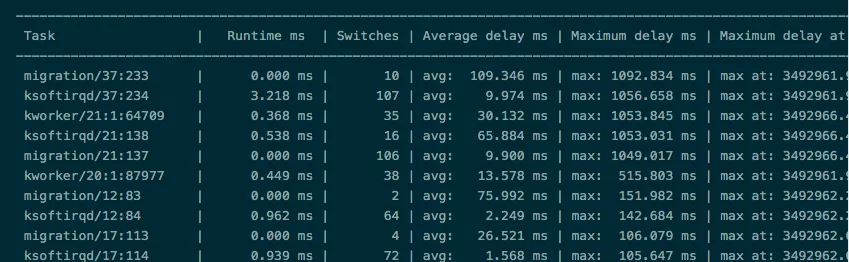 Task | Runtime ms | Switches | Average delay ms | Maximum delay ms | Maximum delay at
migration/37:233 | 0.000 ms | 10 | avg: 109.346 ms | max: 1092.834 ms | max at: 3492961.9
ksoftirqd/37:234 | 3.218 ms | 107 | avg: 9.974 ms | max: 1056.658 ms | max at: 3492961.9
kworker/21:1:64709 | 0.368 ms | 35 | avg: 30.132 ms | max: 1053.845 ms | max at: 3492966.4
ksoftirqd/21:138 | 0.538 ms | 16 | avg: 65.884 ms | max: 1053.031 ms | max at: 3492966.4
migration/21:137 | 0.000 ms | 106 | avg: 9.900 ms | max: 1049.017 ms | max at: 3492966.4
kworker/20:1:87977 | 0.449 ms | 38 | avg: 13.578 ms | max: 515.803 ms | max at: 3492961.9
migration/12:83 | 0.000 ms | 2 | avg: 75.992 ms | max: 151.982 ms | max at: 3492962.2
ksoftirqd/12:84 | 0.962 ms | 64 | avg: 2.249 ms | max: 142.684 ms | max at: 3492962.2
migration/17:113 | 0.000 ms | 4 | avg: 26.521 ms | max: 106.079 ms | max at: 3492962.6
ksoftirqd/17:114 | 0.939 ms | 72 | avg: 1.568 ms | max: 105.647 ms | max at: 3492962.6